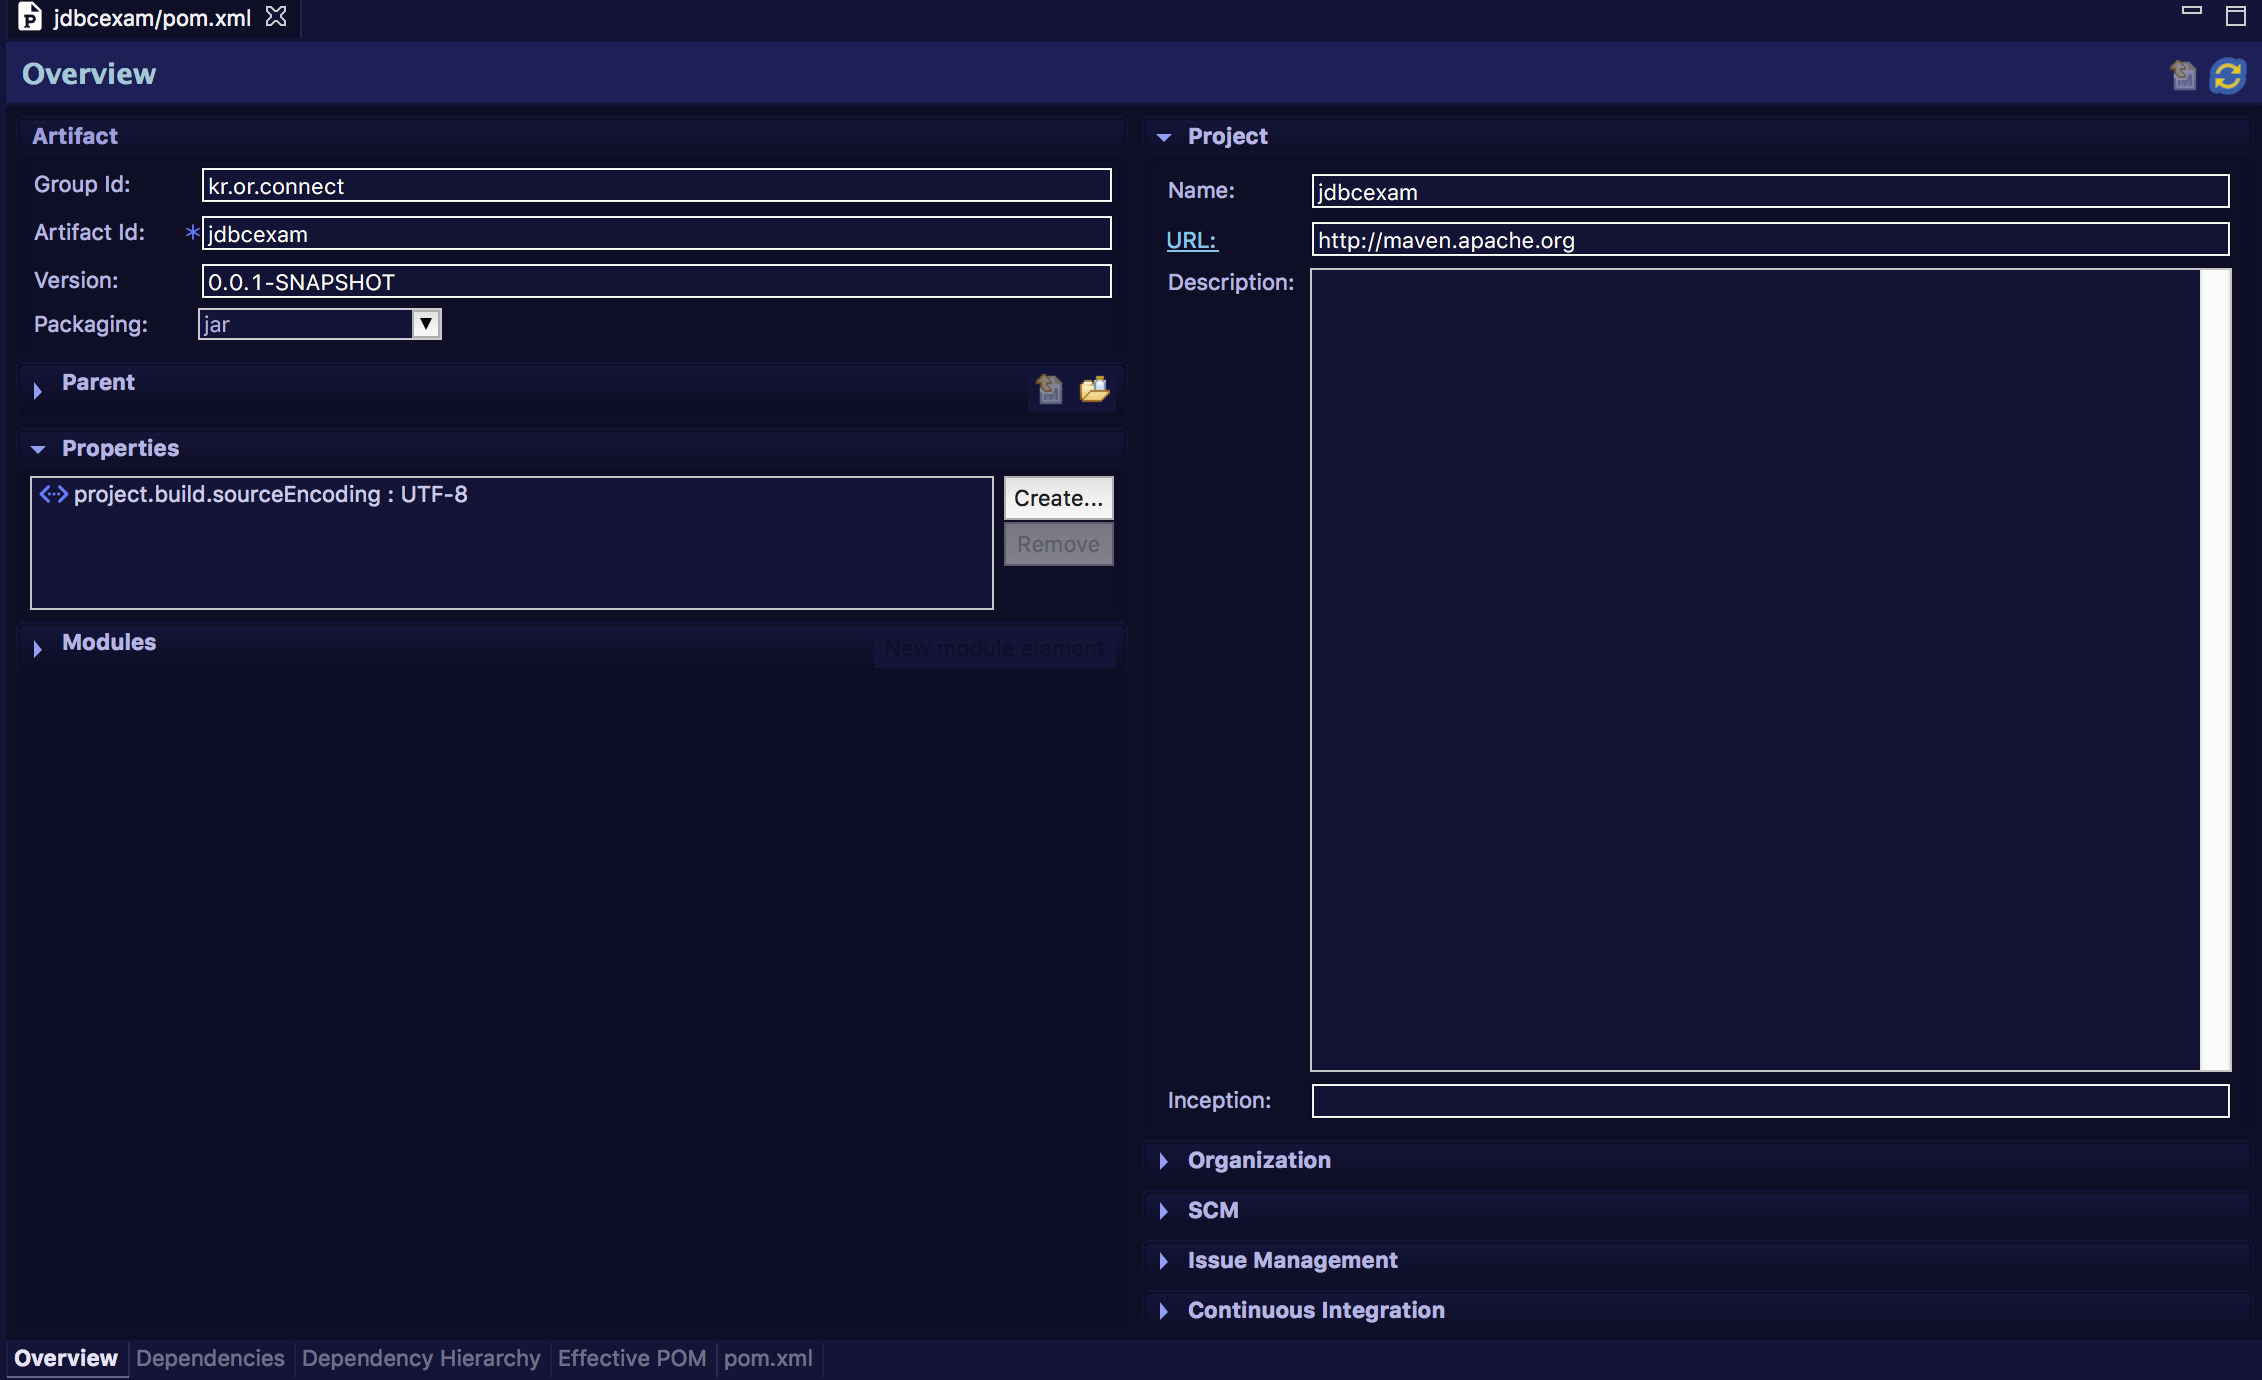 jdbcexam/pom.xml
Overview
Artifact
Group Id: kr.or.connect
Artifact Id: *jdbcexam
Version: 0.0.1-SNAPSHOT
Packaging: jar
Parent
Properties
project.build.sourceEncoding : UTF-8
Create...
Remove
Modules
New module element
Project
Name: jdbcexam
URL: http://maven.apache.org
Description:
Inception:
Organization
SCM
Issue Management
Continuous Integration
Overview Dependencies Dependency Hierarchy Effective POM pom.xml